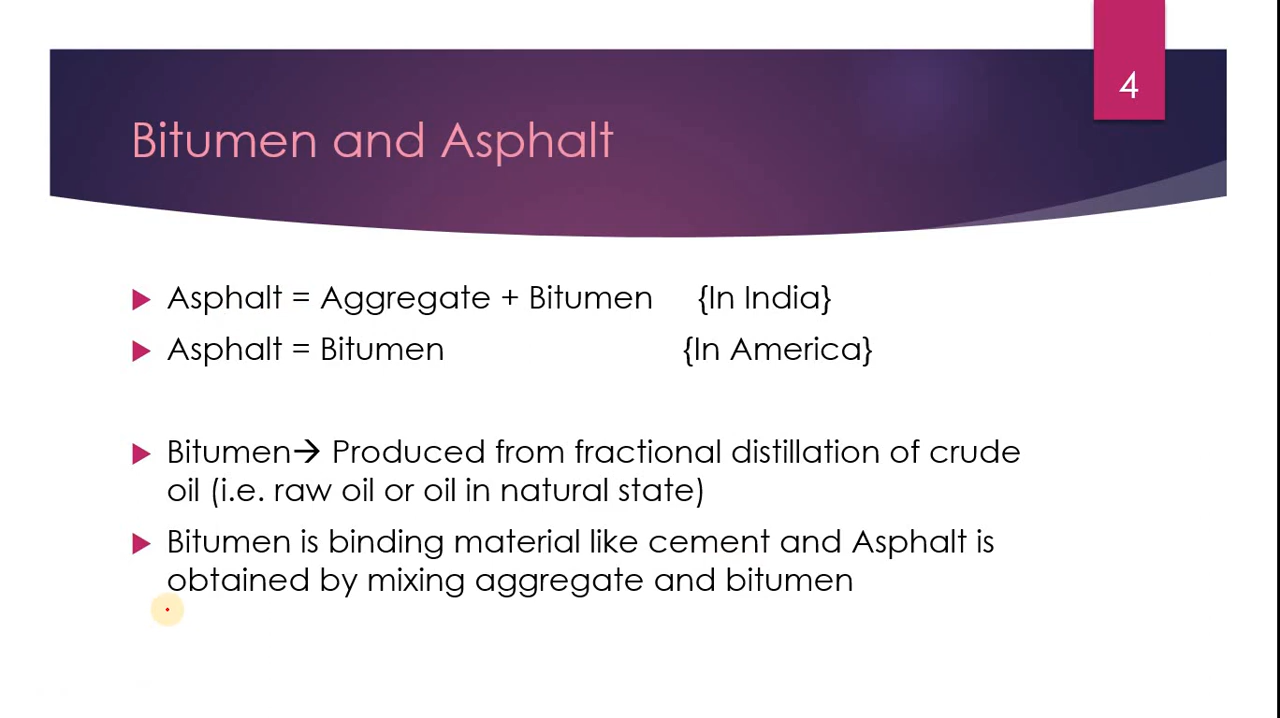 4
Bitumen and Asphalt
Asphalt = Aggregate + Bitumen {In India}
Asphalt = Bitumen {In America}
Bitumen→ Produced from fractional distillation of crude
oil (i.e. raw oil or oil in natural state)
Bitumen is binding material like cement and Asphalt is
obtained by mixing aggregate and bitumen